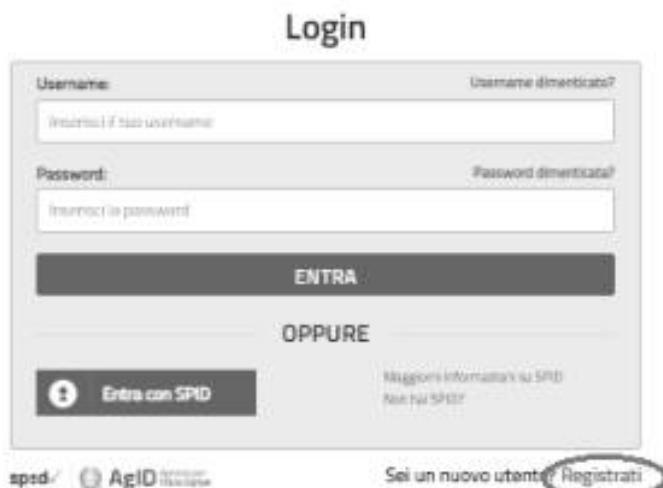 Login
Username: Username dimenticato?
Inserisci il tuo username
Password: Password dimenticata?
Inserisci la password
ENTRA
OPPURE
Entra con SPID
Maggiori informazioni su SPID
Non hai SPID?
AgID
Sei un nuovo utente? Registrati